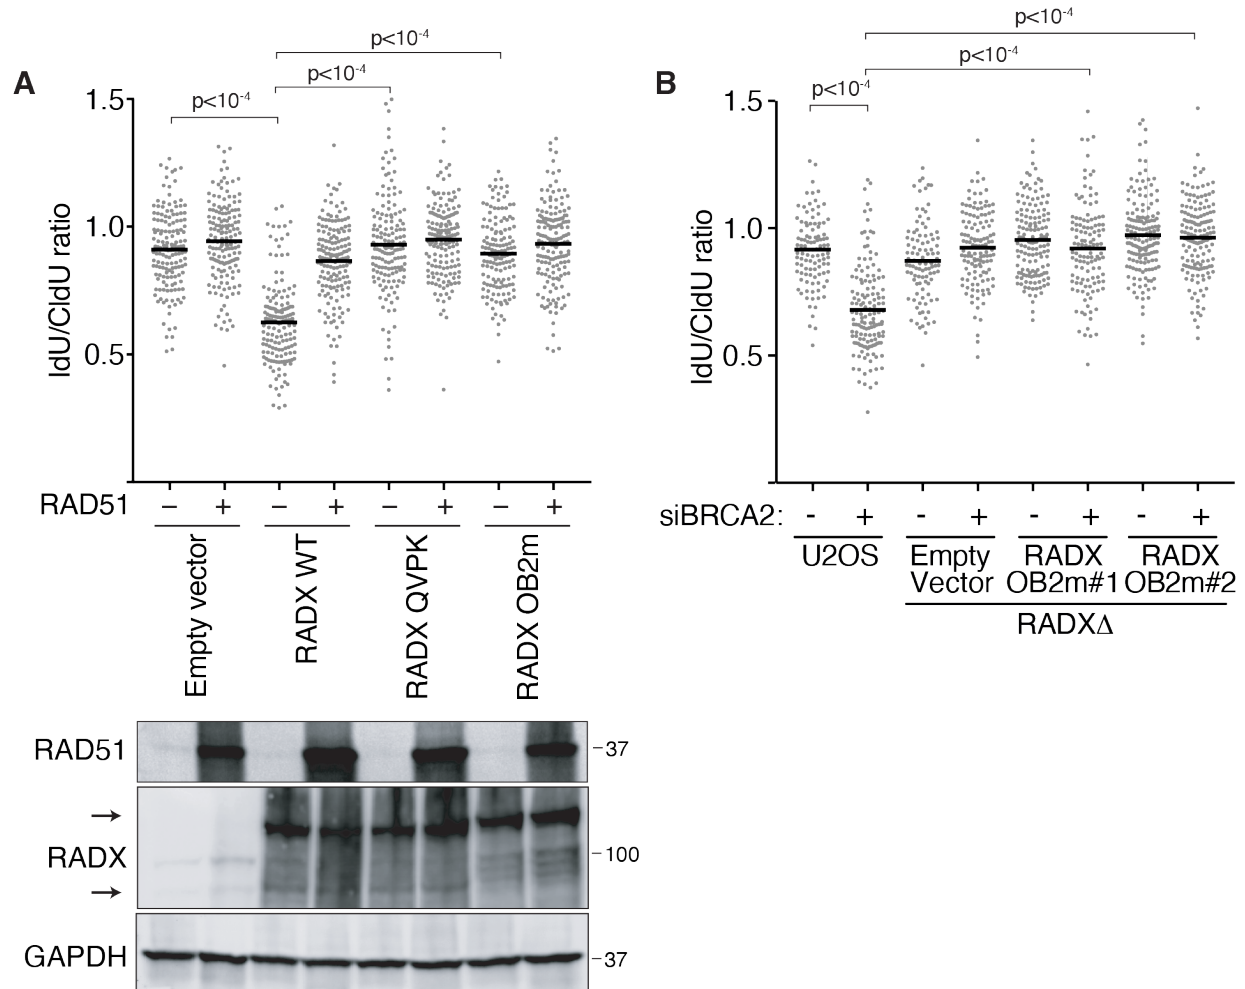 A
p<10-4
p<10-4
p<10-4
1.5
1.0
0.5
IdU/CldU ratio
RAD51 – + – + – + – +
Empty vector
RADX WT
RADX QVPK
RADX OB2m
RAD51
37
RADX
100
GAPDH
37
B
p<10-4
p<10-4
p<10-4
1.5
1.0
0.5
IdU/CldU ratio
siBRCA2: - + - + - + - +
U2OS
Empty
Vector
RADX
OB2m#1
RADX
OB2m#2
RADXΔ